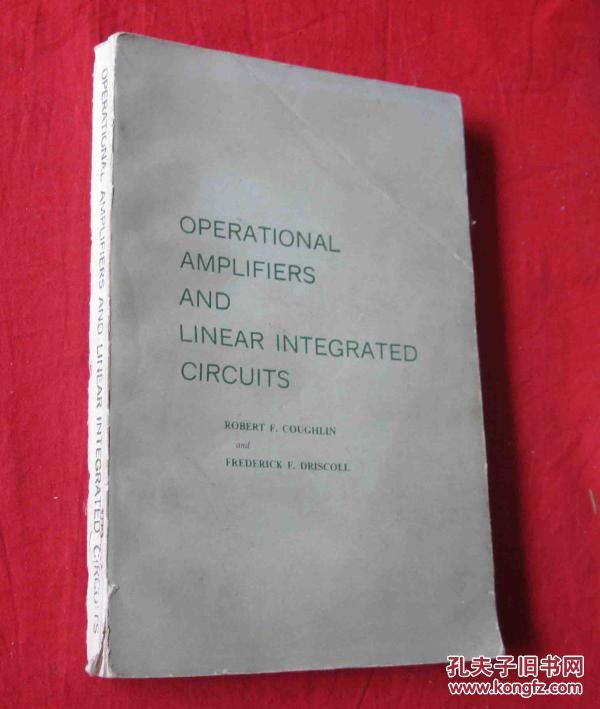 OPERATIONAL AMPLIFIERS AND LINEAR INTEGRATED CIRCUITS
OPERATIONAL
AMPLIFIERS
AND
LINEAR INTEGRATED
CIRCUITS
ROBERT F. COUGHLIN
and
FREDERICK F. DRISCOLL
孔夫子旧书网
www.kongfz.com